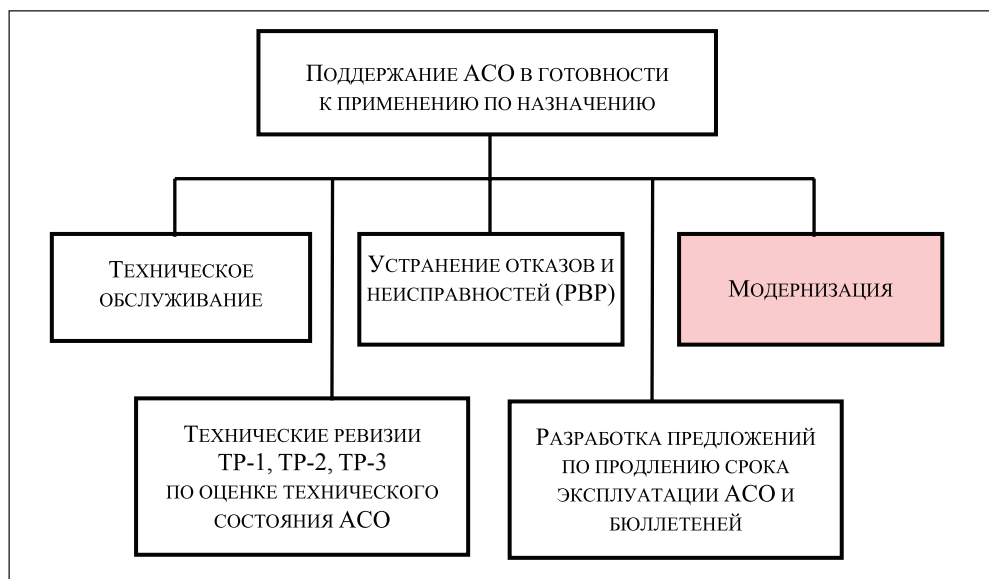 Поддержание АСО в готовности
к применению по назначению
Техническое
обслуживание
Устранение отказов и
неисправностей (РВР)
Модернизация
Технические ревизии
ТР-1, ТР-2, ТР-3
по оценке технического
состояния АСО
Разработка предложений
по продлению срока
эксплуатации АСО и
бюллетеней